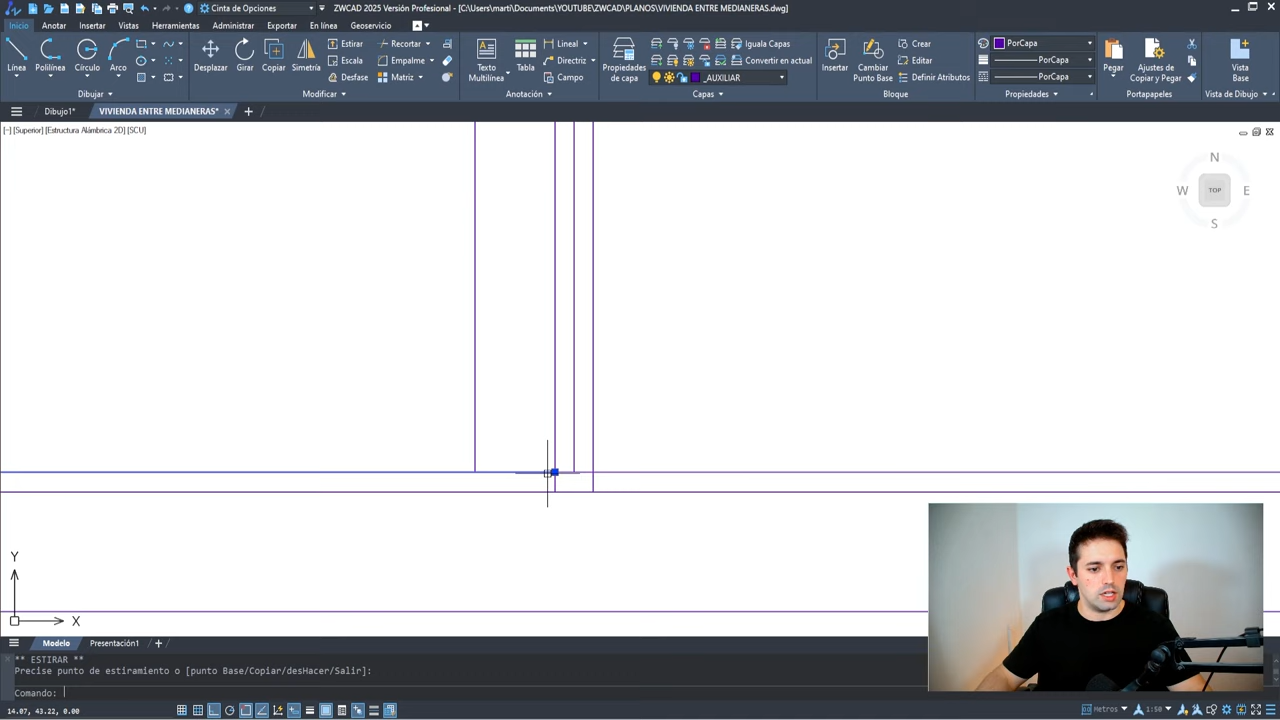 Cinta de Opciones
ZWCAD 2025 Versión Profesional - [C:\Users\marti\Documents\YOUTUBE\ZWCAD\PLANOS\VIVIENDA ENTRE MEDIANERAS.dwg]
Inicio Anotar Insertar Vistas Herramientas Administrar Exportar En línea Geoservicio
Línea Polilínea Círculo Arco
Dibujar
Desplazar Girar Copiar Simetría
Estirar Recortar
Escala Empalme
Desfase Matriz
Modificar
Texto Multilínea Tabla
Lineal
Directriz
Campo
Anotación
Propiedades de capa
Iguala Capas
Convertir en actual
_AUXILIAR
Capas
Insertar Cambiar Punto Base
Crear
Editar
Definir Atributos
Bloque
PorCapa
PorCapa
PorCapa
Propiedades
Pegar Ajustes de Copiar y Pegar
Portapapeles
Vista Base
Vista de Dibujo
Dibujo1* VIVIENDA ENTRE MEDIANERAS*
[-] [Superior] [Estructura Alámbrica 2D] [SCU]
N
W TOP E
S
Y
X
Modelo Presentación1
** ESTIRAR **
Precise punto de estiramiento o [punto Base/Copiar/desHacer/Salir]:
Comando:
14.07, 43.22, 0.00
Metros 1:50